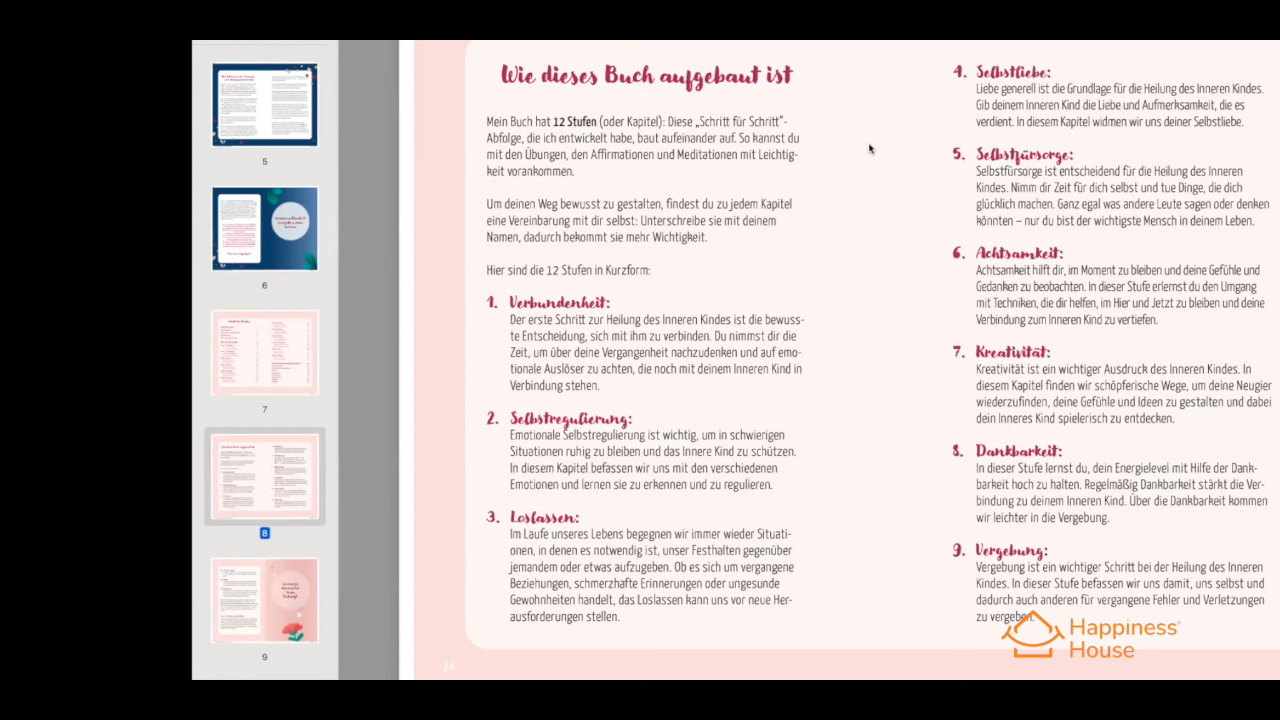 5
6
7
8
9
Wie dieses Buch aufgebaut ist
Mein Buch hat 12 Stufen (oder Kapitel): Diese „Schritt für Schritt“-
Abfolge, die ich entwickelt habe, baut aufeinander auf. So kannst du
mit den Übungen, den Affirmationen und Meditationen mit Leichtig-
keit vorankommen.
Um deinen Weg bewusst zu gestalten, findest du zu jedem Kapitel
eine Vereinbarung mit dir selbst: Unterschreibe sie mit deinem
Namen, dadurch bekommt sie mehr Wichtigkeit.
Hier sind die 12 Stufen in Kurzform:
1. Verbundenheit:
Der erste Schritt zur Heilung des Inneren Kindes ist die bewuss-
te Entscheidung, sich mit ihm zu verbinden. Nimm dir die
Zeit, um über deine Vergangenheit nachzudenken und auf emo-
tionale Auslöser zu achten, die noch mit deinem Inneren Kind in
Verbindung stehen.
2. Selbstregulierung:
Emotionale Selbstregulierung ist wichtig, um in schwierigen
Situationen ruhig zu bleiben und das Innere Kind zu schützen.
In diesem Kapitel befassen wir uns mit den verschiedenen
Emotionen und lernen sie zu erkennen und zu regulieren.
3. Loslassen:
Im Laufe unseres Lebens begegnen wir immer wieder Situati-
onen, in denen es notwendig ist, unser Festhalten gegenüber
jemandem oder etwas aufzugeben. Ob es sich um vergangene
Beziehungen, schmerzhafte Erinnerungen oder ungesunde
Gewohnheiten handelt, das Loslassen kann uns vor neue Her-
ausforderungen stellen.
14
4. Selbstliebe:
Liebe generell ist die Grundlage für die Heilung des Inneren Kindes.
Gib deinem Inneren Kind die Liebe und Aufmerksamkeit, die es
verdient. In diesem Kapitel widmen wir uns deiner Selbstliebe.
5. Selbstfürsorge:
Selbstfürsorge ist entscheidend für die Heilung des Inneren
Kindes. Nimm dir Zeit für dich selbst und tue Dinge, die dich
glücklich machen. Ganz egal was andere Leute sagen oder denken
könnten – nur du bist der wichtigste Mensch in deinem Leben.
6. Achtsamkeit:
Achtsamkeit hilft dir, im Moment zu bleiben und deine Gefühle und
Gedanken zu beobachten. In dieser Stufe erlernst du den Umgang
mit Techniken, die dir helfen, im Hier und Jetzt zu bleiben und deine
Verbindung zum Inneren Kind zu vertiefen.
7. Kreativität:
Kreativität ist ein wichtiger Ausdruck des Inneren Kindes. In
diesem Kapitel finden wir schöpferische Wege, um deine Neugier
wiederzufinden, deine Gefühle und Ideen zu gestalten und dabei
dein Inneres Kind spielerisch zu entdecken.
8. Dankbarkeit:
In dieser Stufe lernst du, dein Energielevel mit Hilfe der Dank-
barkeit hoch zu halten. Regelmäßig Dankbarkeit stärkt die Ver-
bindung zu deinem Inneren Kind. Über die Dankbarkeit kommen
wir leichter in die Vergebung.
9. Vergebung:
Vergebung ist ein wichtiger Schritt bei der Heilung des Inneren
Kindes. In dieser Stufe befassen wir uns damit, uns selbst und
dadurch auch anderen für vergangene Fehler und Verletzungen
zu vergeben.
Happiness
House